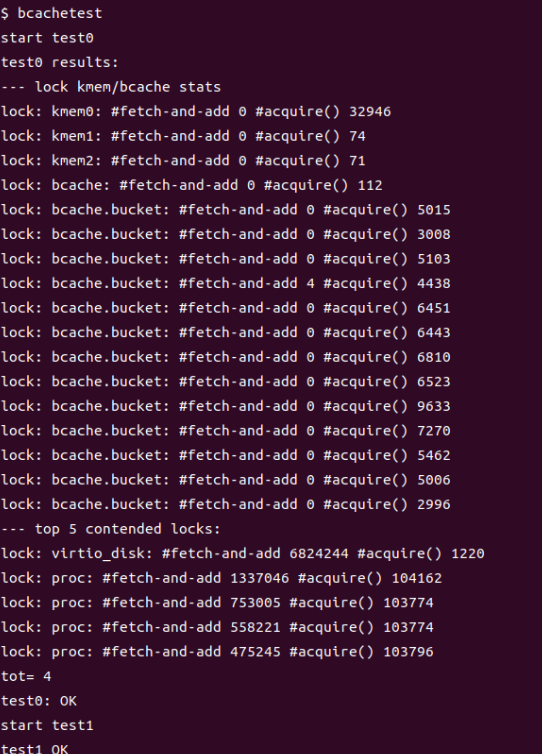 $ bcachetest
start test0
test0 results:
--- lock kmem/bcache stats
lock: kmem0: #fetch-and-add 0 #acquire() 32946
lock: kmem1: #fetch-and-add 0 #acquire() 74
lock: kmem2: #fetch-and-add 0 #acquire() 71
lock: bcache: #fetch-and-add 0 #acquire() 112
lock: bcache.bucket: #fetch-and-add 0 #acquire() 5015
lock: bcache.bucket: #fetch-and-add 0 #acquire() 3008
lock: bcache.bucket: #fetch-and-add 0 #acquire() 5103
lock: bcache.bucket: #fetch-and-add 4 #acquire() 4438
lock: bcache.bucket: #fetch-and-add 0 #acquire() 6451
lock: bcache.bucket: #fetch-and-add 0 #acquire() 6443
lock: bcache.bucket: #fetch-and-add 0 #acquire() 6810
lock: bcache.bucket: #fetch-and-add 0 #acquire() 6523
lock: bcache.bucket: #fetch-and-add 0 #acquire() 9633
lock: bcache.bucket: #fetch-and-add 0 #acquire() 7270
lock: bcache.bucket: #fetch-and-add 0 #acquire() 5462
lock: bcache.bucket: #fetch-and-add 0 #acquire() 5006
lock: bcache.bucket: #fetch-and-add 0 #acquire() 2996
--- top 5 contended locks:
lock: virtio_disk: #fetch-and-add 6824244 #acquire() 1220
lock: proc: #fetch-and-add 1337046 #acquire() 104162
lock: proc: #fetch-and-add 753005 #acquire() 103774
lock: proc: #fetch-and-add 558221 #acquire() 103774
lock: proc: #fetch-and-add 475245 #acquire() 103796
tot= 4
test0: OK
start test1
test1 OK